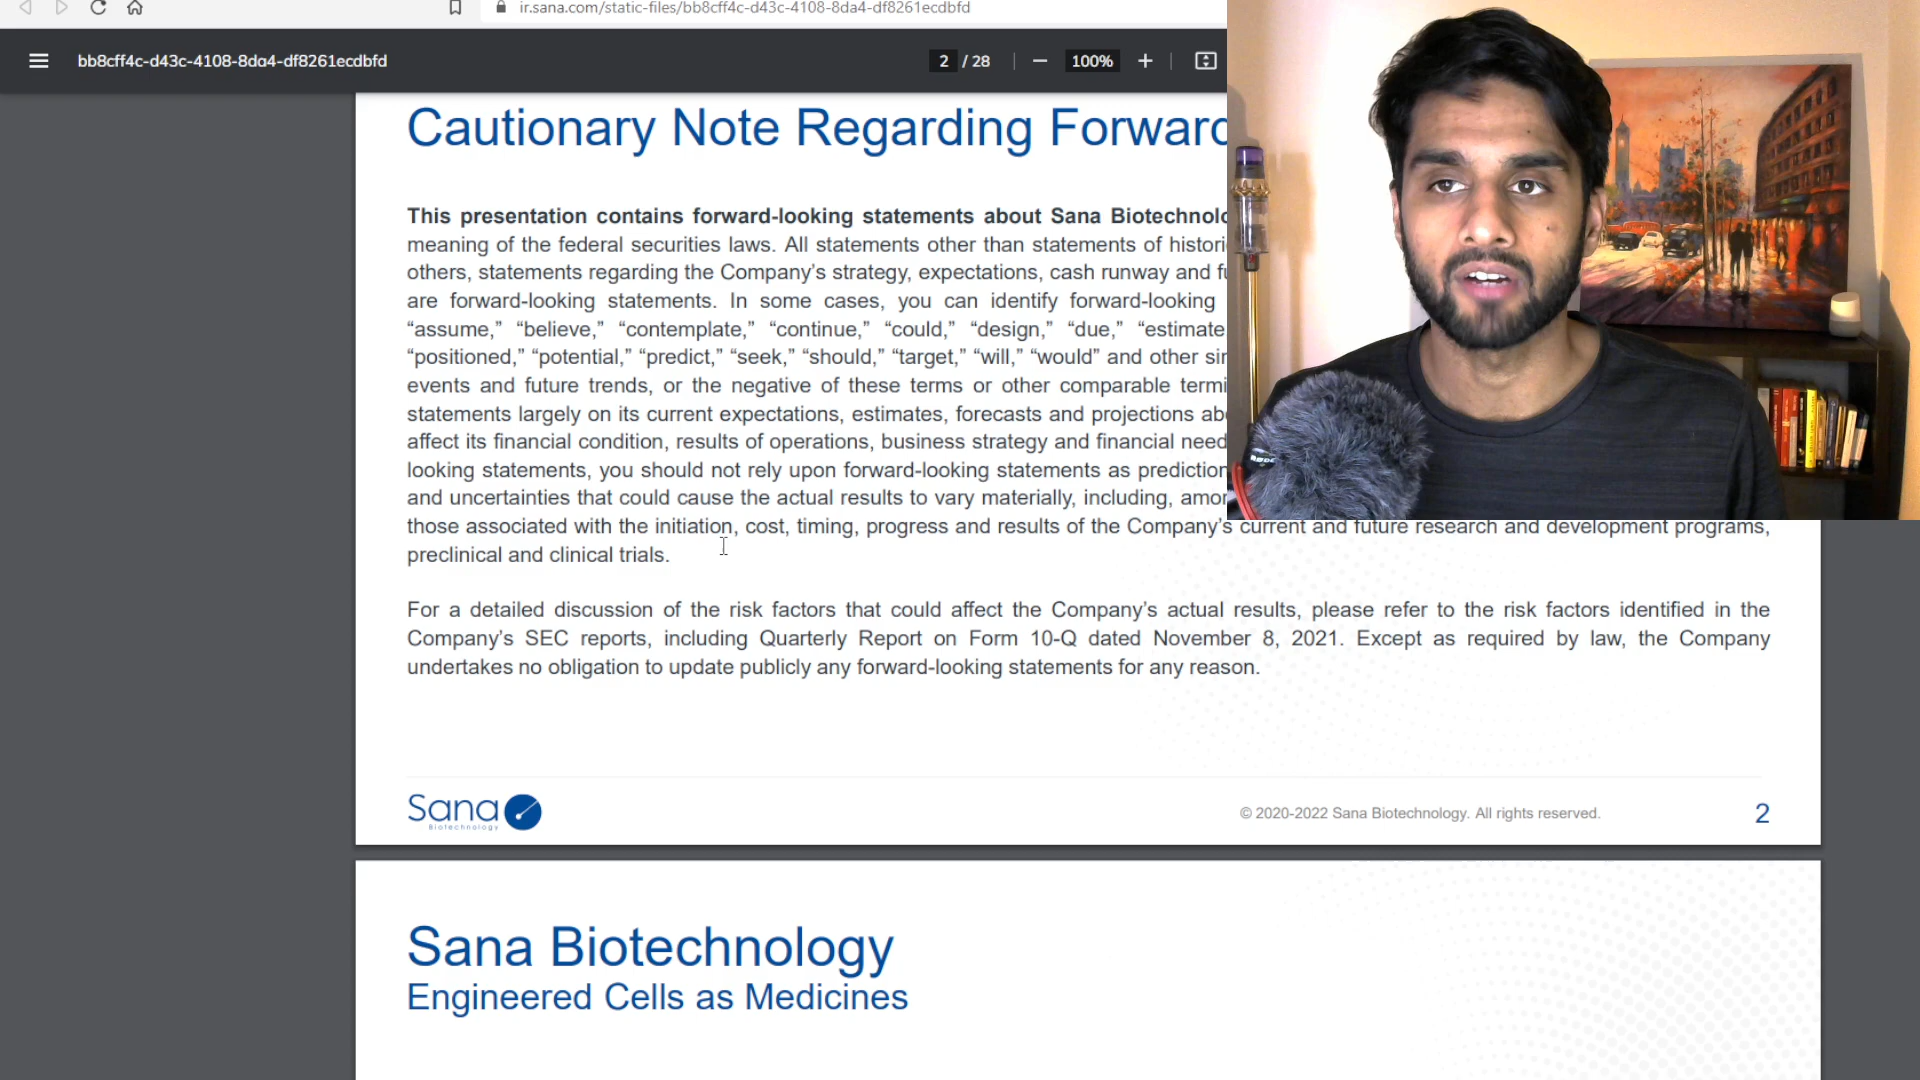 ir.sana.com/static-files/bb8cff4c-d43c-4108-8da4-df8261ecdbfd
bb8cff4c-d43c-4108-8da4-df8261ecdbfd
2 / 28
100%
Cautionary Note Regarding Forward
This presentation contains forward-looking statements about Sana Biotechnolo
meaning of the federal securities laws. All statements other than statements of histori
others, statements regarding the Company's strategy, expectations, cash runway and fu
are forward-looking statements. In some cases, you can identify forward-looking
“assume,” “believe,” “contemplate,” “continue,” “could,” “design,” “due,” “estimate,
“positioned,” “potential,” “predict,” “seek,” “should,” “target,” “will,” “would” and other sim
events and future trends, or the negative of these terms or other comparable termi
statements largely on its current expectations, estimates, forecasts and projections abo
affect its financial condition, results of operations, business strategy and financial need
looking statements, you should not rely upon forward-looking statements as prediction
and uncertainties that could cause the actual results to vary materially, including, amon
those associated with the initiation, cost, timing, progress and results of the Company's current and future research and development programs,
preclinical and clinical trials.
For a detailed discussion of the risk factors that could affect the Company's actual results, please refer to the risk factors identified in the
Company's SEC reports, including Quarterly Report on Form 10-Q dated November 8, 2021. Except as required by law, the Company
undertakes no obligation to update publicly any forward-looking statements for any reason.
Sana
Biotechnology
© 2020-2022 Sana Biotechnology. All rights reserved.
2
Sana Biotechnology
Engineered Cells as Medicines
RØDE